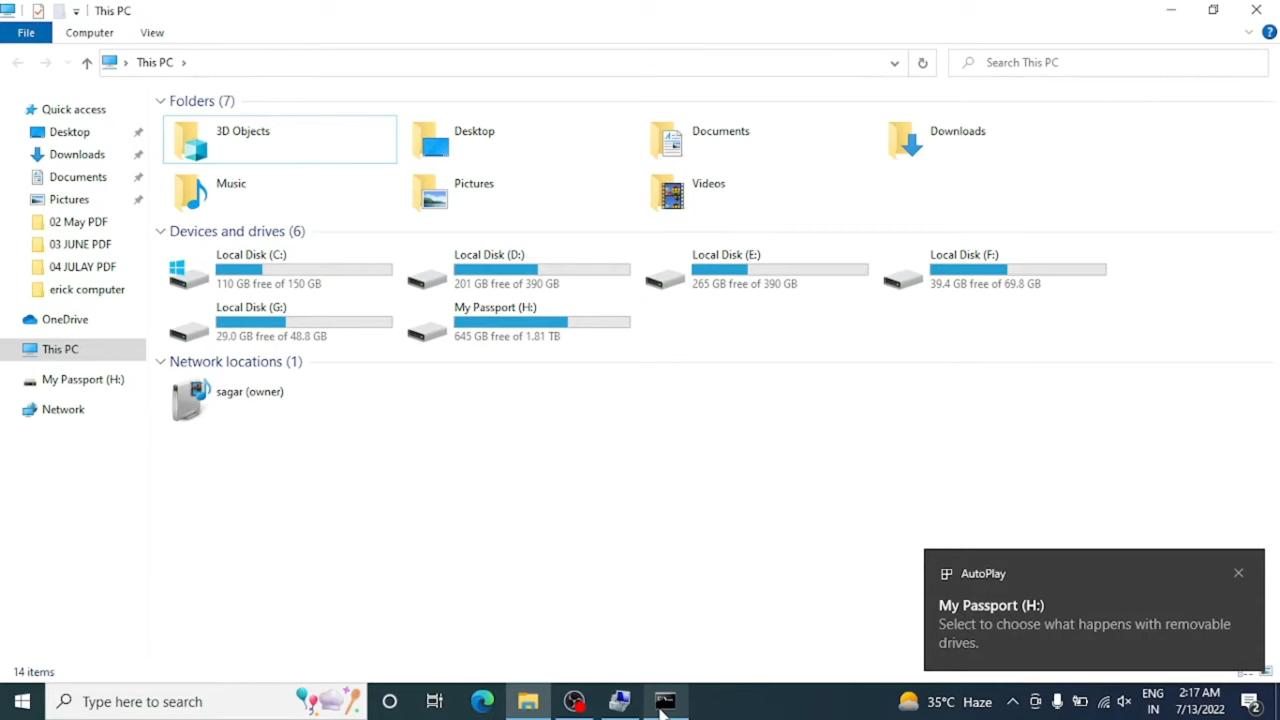 This PC
File Computer View
This PC
Search This PC
Quick access
Desktop
Downloads
Documents
Pictures
02 May PDF
03 JUNE PDF
04 JULAY PDF
erick computer
OneDrive
This PC
My Passport (H:)
Network
Folders (7)
3D Objects
Desktop
Documents
Downloads
Music
Pictures
Videos
Devices and drives (6)
Local Disk (C:)
110 GB free of 150 GB
Local Disk (D:)
201 GB free of 390 GB
Local Disk (E:)
265 GB free of 390 GB
Local Disk (F:)
39.4 GB free of 69.8 GB
Local Disk (G:)
29.0 GB free of 48.8 GB
My Passport (H:)
645 GB free of 1.81 TB
Network locations (1)
sagar (owner)
AutoPlay
My Passport (H:)
Select to choose what happens with removable
drives.
14 items
Type here to search
35°C Haze
ENG
IN
2:17 AM
7/13/2022
2